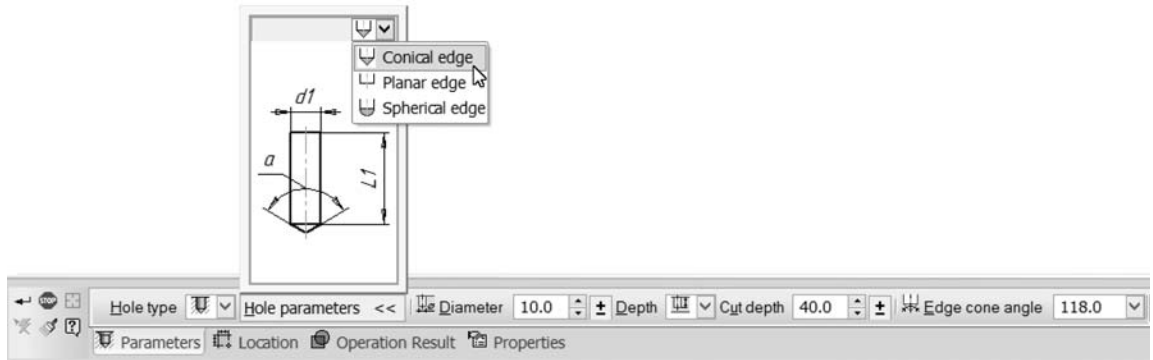 Conical edge
Planar edge
Spherical edge
d1
a
L1
STOP
Hole type Hole parameters << Diameter 10.0 Depth Cut depth 40.0 Edge cone angle 118.0
Parameters Location Operation Result Properties